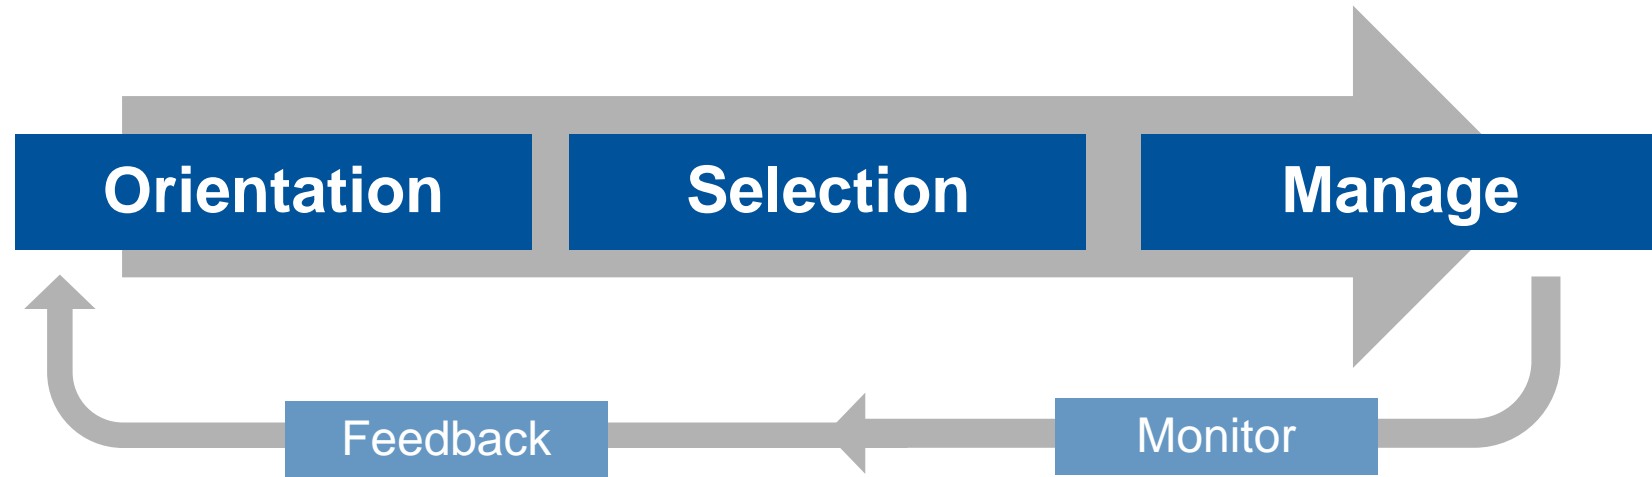 Orientation
Selection
Manage
Feedback
Monitor